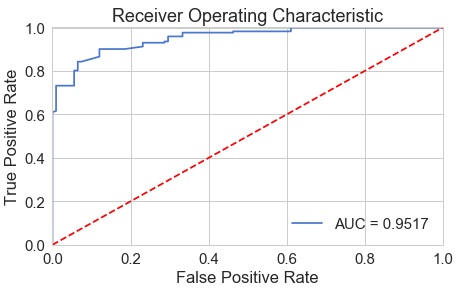 Receiver Operating Characteristic
1.0
0.8
0.6
0.4
0.2
0.0
True Positive Rate
AUC = 0.9517
0.0 0.2 0.4 0.6 0.8 1.0
False Positive Rate